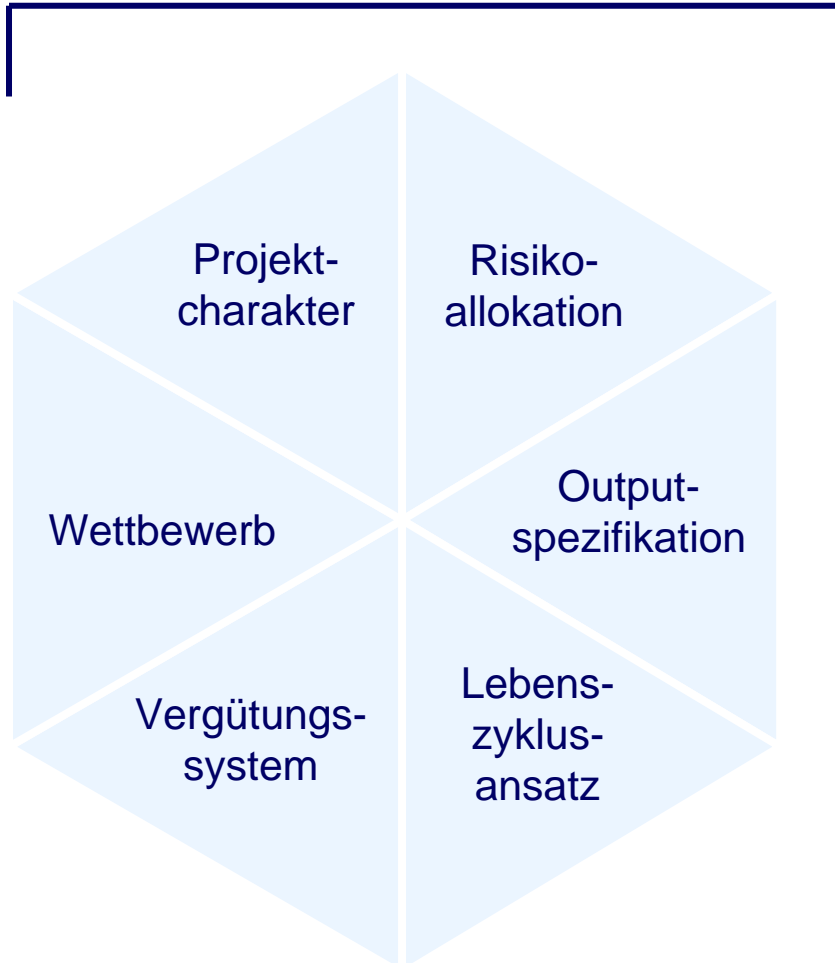 Projekt-
charakter
Risiko-
allokation
Wettbewerb
Output-
spezifikation
Vergütungs-
system
Lebens-
zyklus-
ansatz